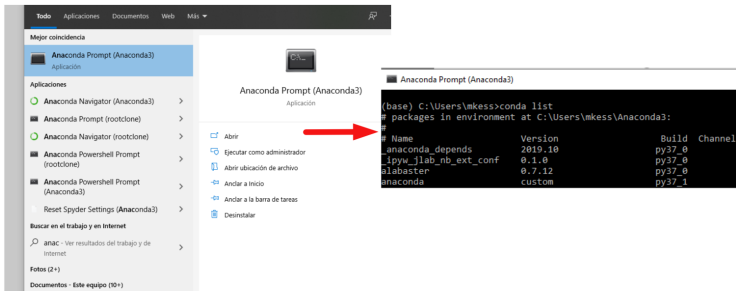 Todo Aplicaciones Documentos Web Más
Mejor coincidencia
Anaconda Prompt (Anaconda3)
Aplicación
Aplicaciones
Anaconda Navigator (Anaconda3)
Anaconda Prompt (rootclone)
Anaconda Navigator (rootclone)
Anaconda Powershell Prompt
(rootclone)
Anaconda Powershell Prompt
(Anaconda3)
Reset Spyder Settings (Anaconda3)
Buscar en el trabajo y en Internet
anac - Ver resultados del trabajo y de
Internet
Fotos (2+)
Documentos - Este equipo (10+)
C:\_
Anaconda Prompt (Anaconda3)
Aplicación
Abrir
Ejecutar como administrador
Abrir ubicación de archivo
Anclar a Inicio
Anclar a la barra de tareas
Desinstalar
Anaconda Prompt (Anaconda3)
(base) C:\Users\mkess>conda list
# packages in environment at C:\Users\mkess\Anaconda3:
#
# Name Version Build Channel
_anaconda_depends 2019.10 py37_0
_ipyw_jlab_nb_ext_conf 0.1.0 py37_0
alabaster 0.7.12 py37_0
anaconda custom py37_1